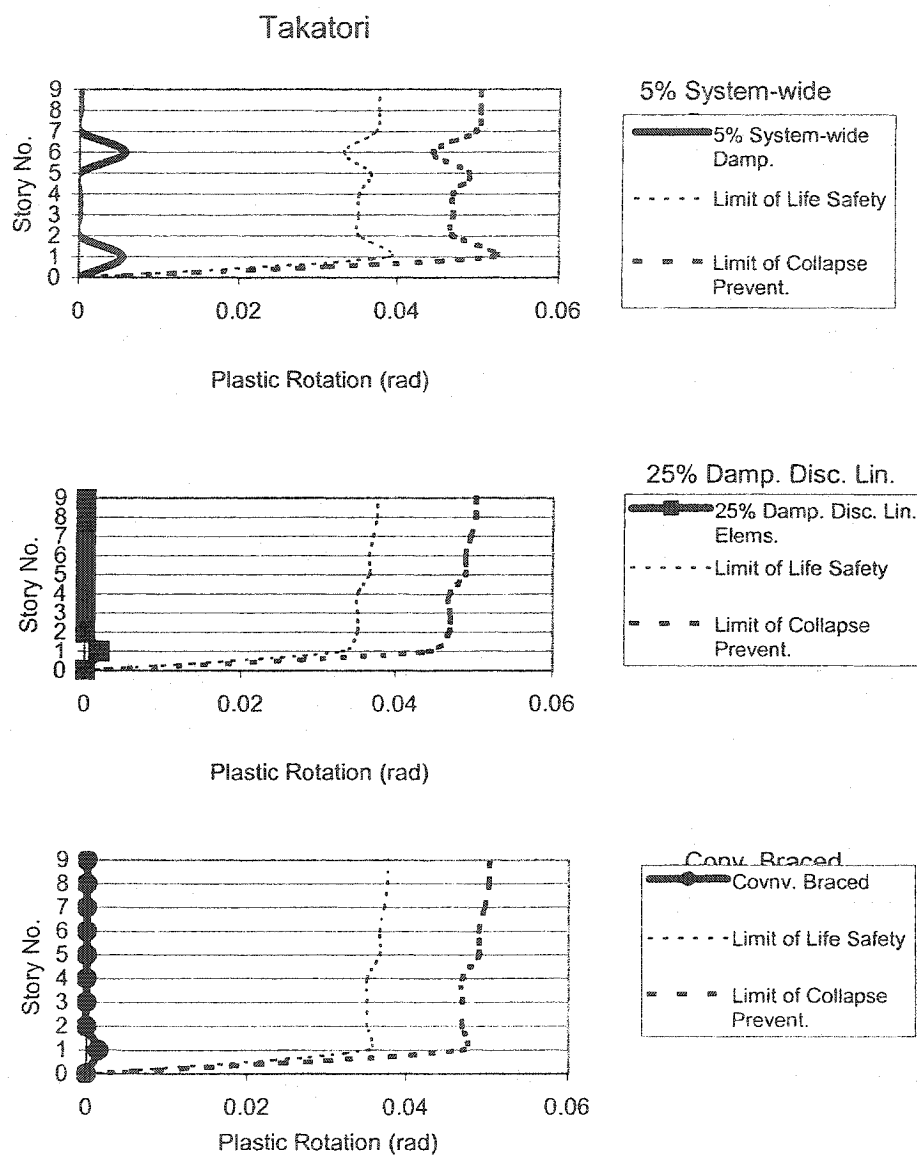 Takatori
9
8
7
6
5
4
3
2
1
0
Story No.
0
0.02
0.04
0.06
Plastic Rotation (rad)
5% System-wide
5% System-wide
Damp.
Limit of Life Safety
Limit of Collapse
Prevent.
9
8
7
6
5
4
3
2
1
0
Story No.
0
0.02
0.04
0.06
Plastic Rotation (rad)
25% Damp. Disc. Lin.
25% Damp. Disc. Lin.
Elems.
Limit of Life Safety
Limit of Collapse
Prevent.
9
8
7
6
5
4
3
2
1
0
Story No.
0
0.02
0.04
0.06
Plastic Rotation (rad)
Conv. Braced
Covnv. Braced
Limit of Life Safety
Limit of Collapse
Prevent.